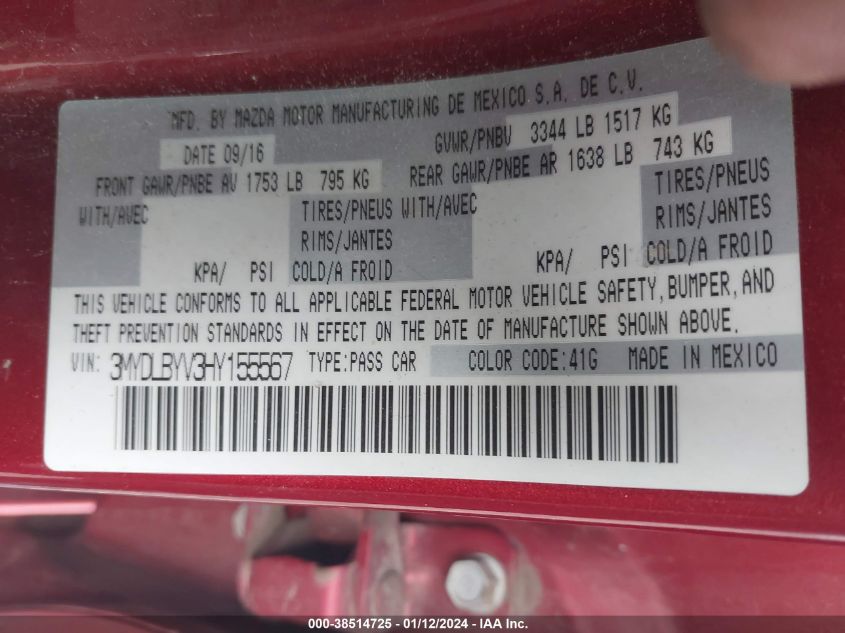 MFD. BY MAZDA MOTOR MANUFACTURING DE MEXICO S.A. DE C.V.
DATE 09/16 GVWR/PNBV 3344 LB 1517 KG
FRONT GAWR/PNBE AV 1753 LB 795 KG REAR GAWR/PNBE AR 1638 LB 743 KG
WITH/AVEC TIRES/PNEUS WITH/AVEC TIRES/PNEUS
RIMS/JANTES RIMS/JANTES
KPA/ PSI COLD/A FROID KPA/ PSI COLD/A FROID
THIS VEHICLE CONFORMS TO ALL APPLICABLE FEDERAL MOTOR VEHICLE SAFETY, BUMPER, AND
THEFT PREVENTION STANDARDS IN EFFECT ON THE DATE OF MANUFACTURE SHOWN ABOVE.
VIN: 3MYDLBYV3HY155567 TYPE:PASS CAR COLOR CODE:41G MADE IN MEXICO
000-38514725 - 01/12/2024 - IAA Inc.